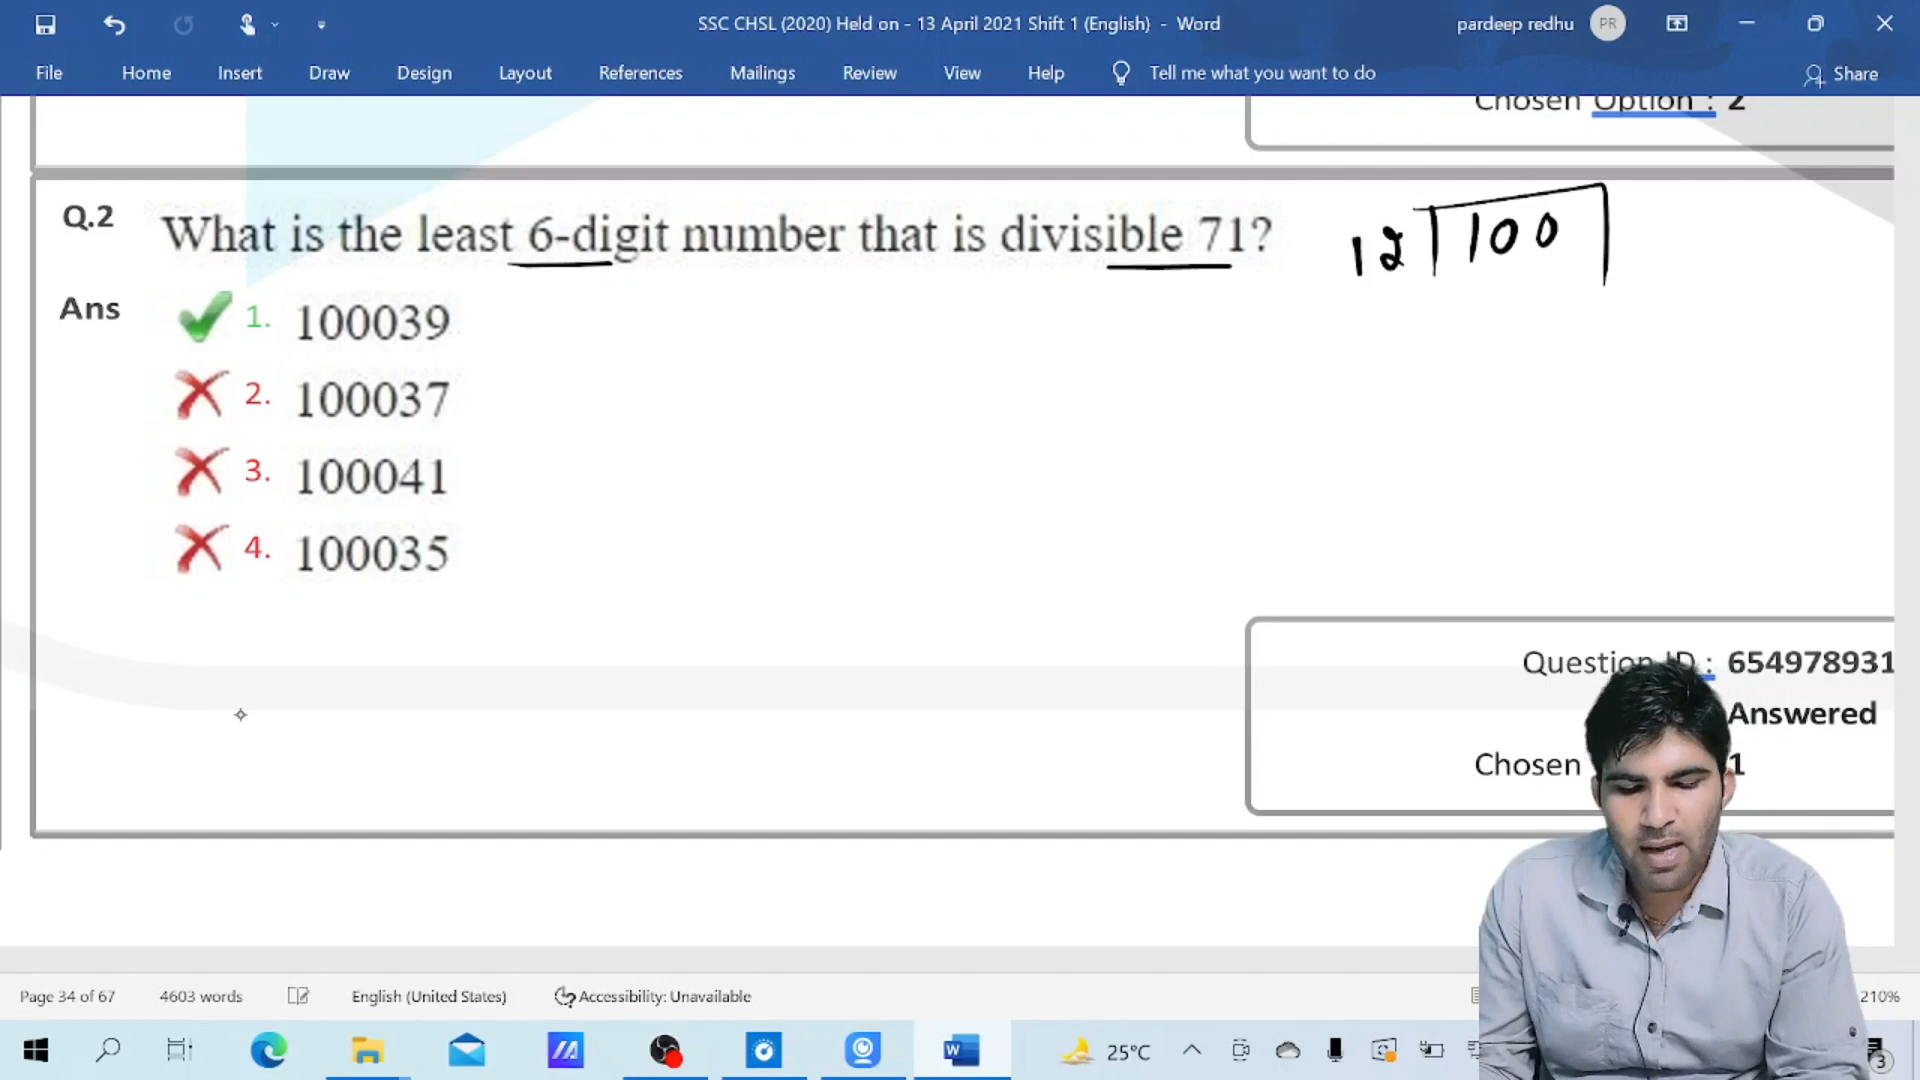 SSC CHSL (2020) Held on - 13 April 2021 Shift 1 (English) - Word
pardeep redhu PR
File Home Insert Draw Design Layout References Mailings Review View Help Tell me what you want to do Share
Chosen Option : 2
Q.2 What is the least 6-digit number that is divisible 71?
12 100
Ans 1. 100039
2. 100037
3. 100041
4. 100035
Question ID : 654978931
Answered
Chosen 1
Page 34 of 67 4603 words English (United States) Accessibility: Unavailable 210%
W 25°C 3